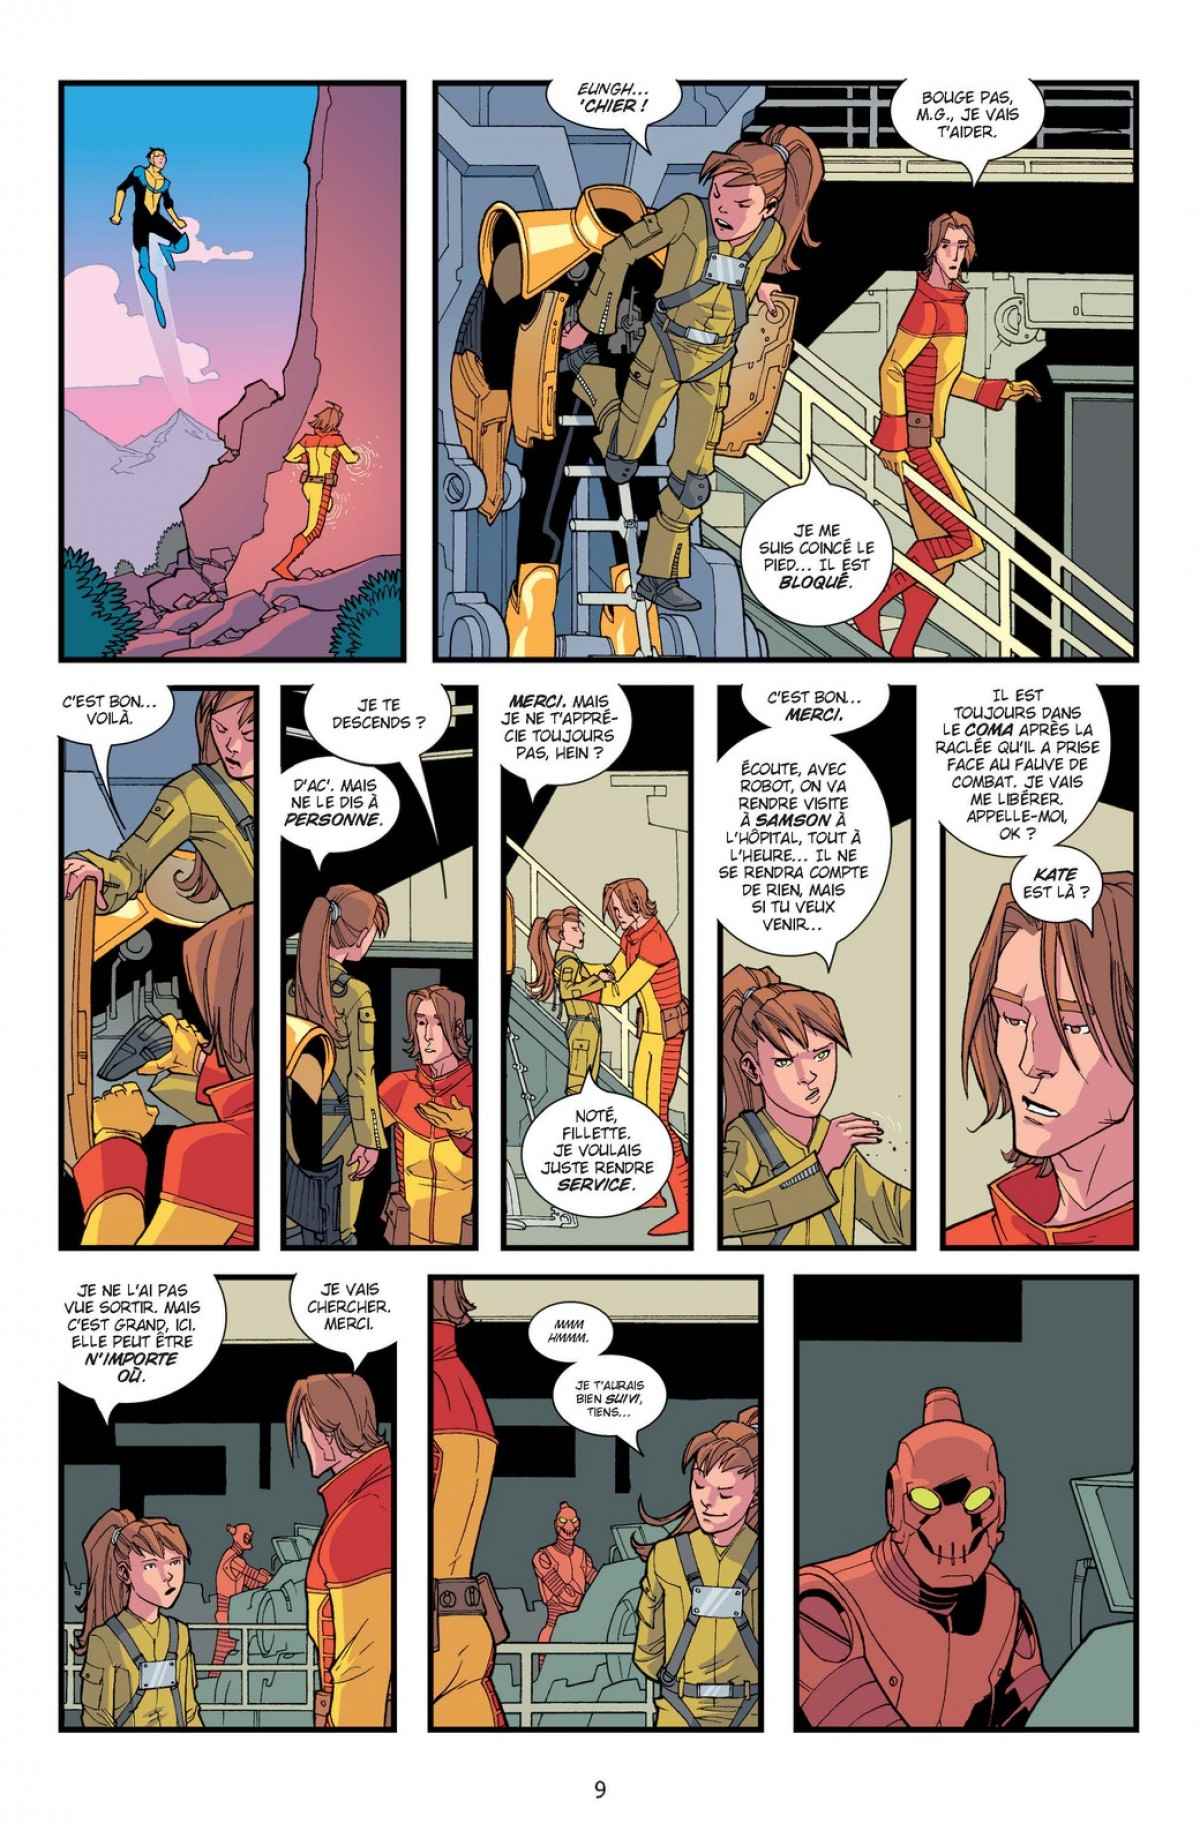 EUNGH...
'CHIER !
BOUGE PAS,
M.G., JE VAIS
T'AIDER.
JE ME
SUIS COINCÉ LE
PIED... IL EST
BLOQUÉ.
C'EST BON...
VOILÀ.
JE TE
DESCENDS ?
D'AC'. MAIS
NE LE DIS À
PERSONNE.
MERCI. MAIS
JE NE T'APPRÉ-
CIE TOUJOURS
PAS, HEIN ?
NOTÉ,
FILLETTE.
JE VOULAIS
JUSTE RENDRE
SERVICE.
C'EST BON...
MERCI.
ÉCOUTE, AVEC
ROBOT, ON VA
RENDRE VISITE
À SAMSON À
L'HÔPITAL, TOUT À
L'HEURE... IL NE
SE RENDRA COMPTE
DE RIEN, MAIS
SI TU VEUX
VENIR...
IL EST
TOUJOURS DANS
LE COMA APRÈS LA
RACLÉE QU'IL A PRISE
FACE AU FAUVE DE
COMBAT. JE VAIS
ME LIBÉRER.
APPELLE-MOI,
OK ?
KATE
EST LÀ ?
JE NE L'AI PAS
VUE SORTIR. MAIS
C'EST GRAND, ICI.
ELLE PEUT ÊTRE
N'IMPORTE
OÙ.
JE VAIS
CHERCHER.
MERCI.
MMM
HMMM.
JE T'AURAIS
BIEN SUIVI,
TIENS...
9